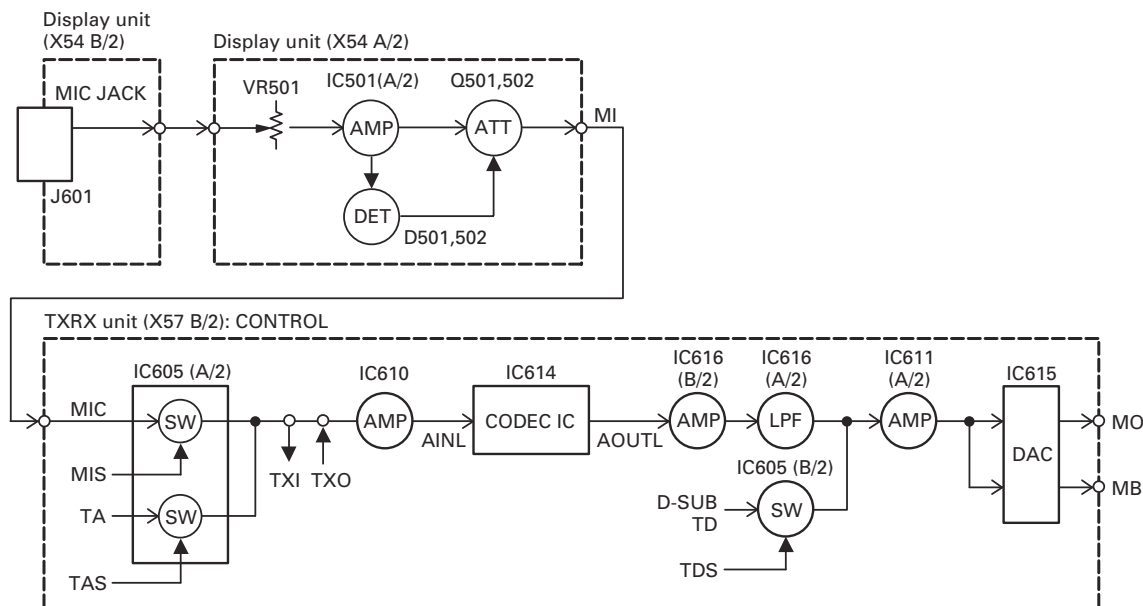 Display unit
(X54 B/2)
MIC JACK
J601
Display unit (X54 A/2)
VR501
IC501(A/2)
AMP
DET
D501,502
Q501,502
ATT
MI
TXRX unit (X57 B/2): CONTROL
IC605 (A/2)
MIC
SW
MIS
TA
SW
TAS
TXI
TXO
IC610
AMP
AINL
IC614
CODEC IC
AOUTL
IC616
(B/2)
AMP
IC616
(A/2)
LPF
IC605 (B/2)
D-SUB
TD
SW
TDS
IC611
(A/2)
AMP
IC615
DAC
MO
MB